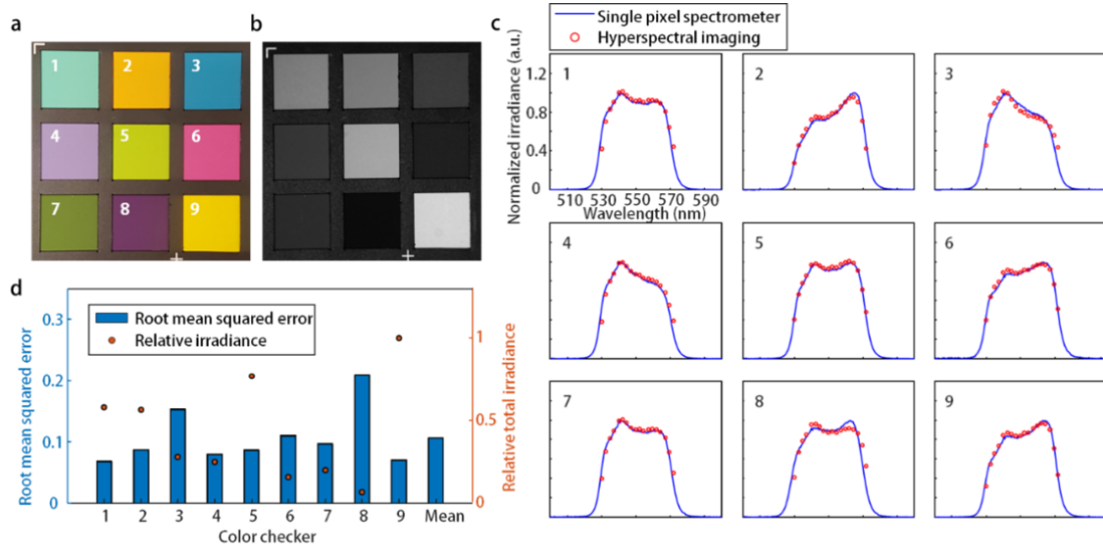 a
1 2 3
4 5 6
7 8 9
b
c
Single pixel spectrometer
Hyperspectral imaging
Normalized irradiance (a.u.)
1.2
0.8
0.4
0
510 530 550 570 590
Wavelength (nm)
1
2
3
4
5
6
7
8
9
d
Root mean squared error
Relative irradiance
Root mean squared error
0.3
0.2
0.1
0
Relative total irradiance
1
0.5
0
1 2 3 4 5 6 7 8 9 Mean
Color checker